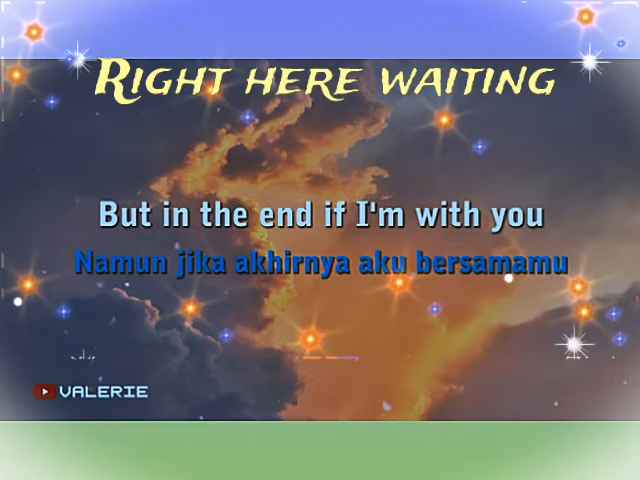 Right here waiting
But in the end if I'm with you
Namun jika akhirnya aku bersamamu
VALERIE